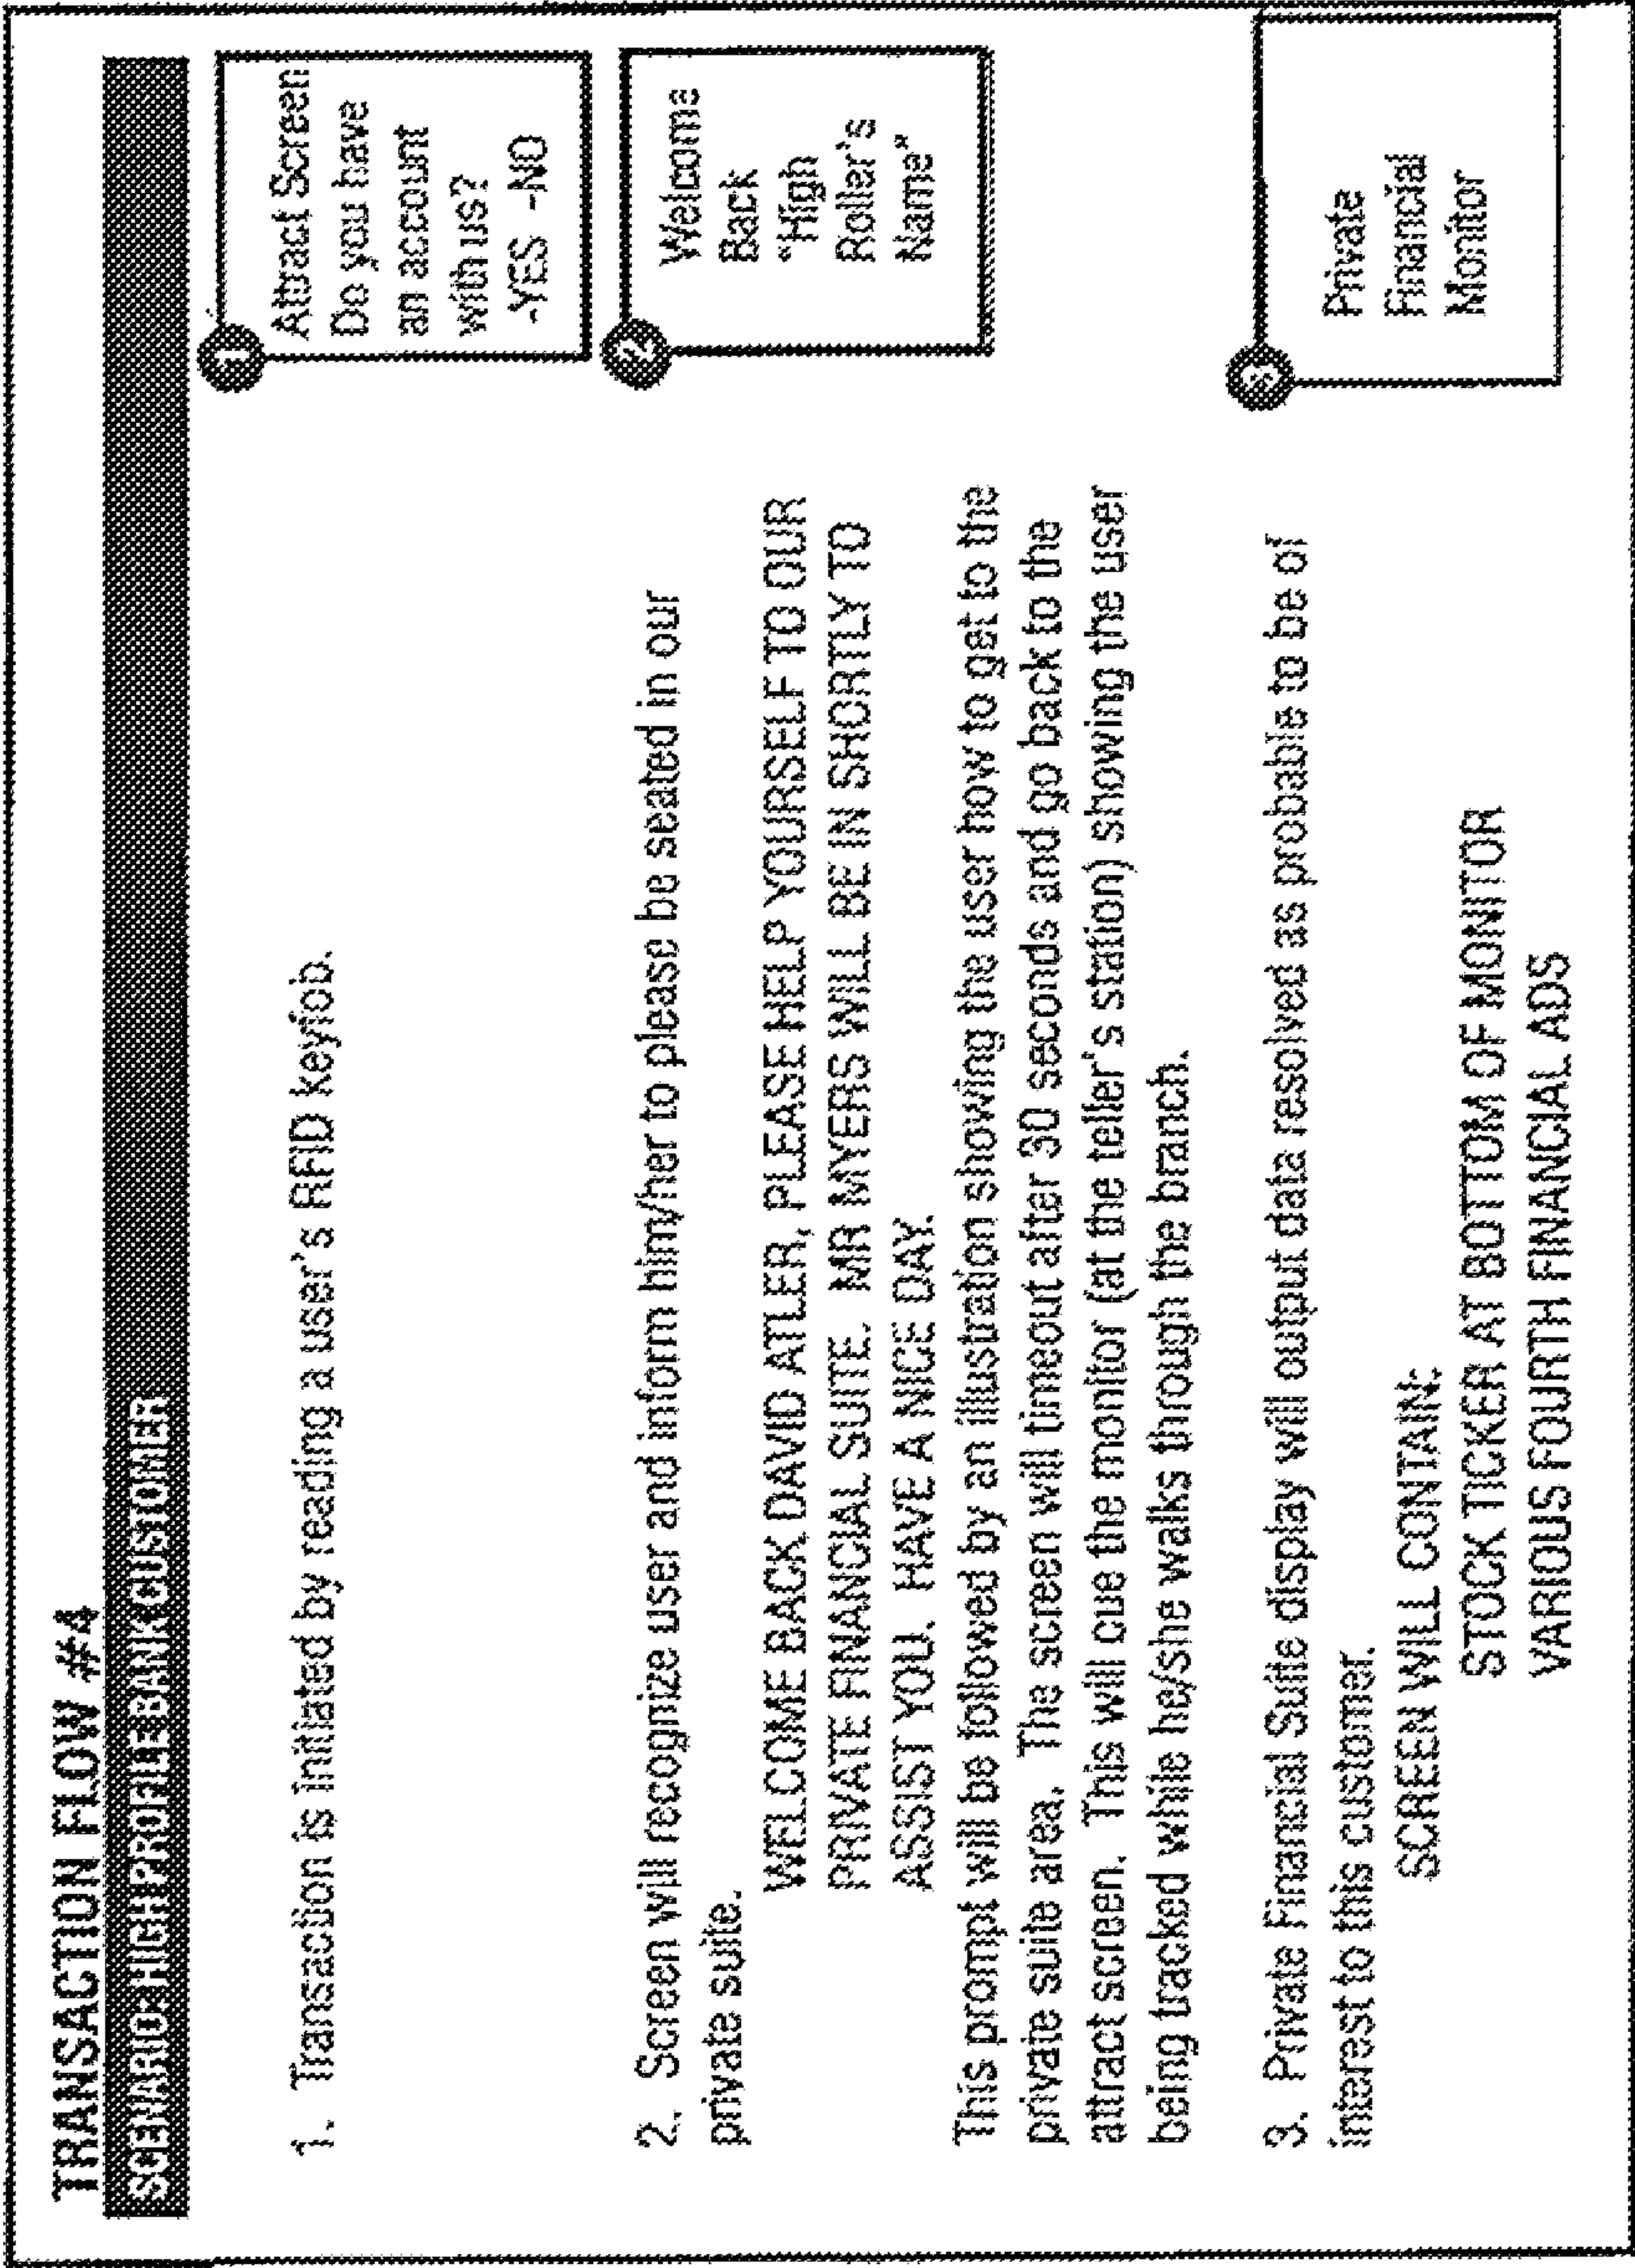 TRANSACTION FLOW #4
SCENARIO: HIGH PROFILE BANK CUSTOMER
1. Transaction is initiated by reading a user's RFID keyfob.
1
Attract Screen
Do you have
an account
with us?
-YES -NO
2. Screen will recognize user and inform him/her to please be seated in our
private suite.
WELCOME BACK DAVID ATLER, PLEASE HELP YOURSELF TO OUR
PRIVATE FINANCIAL SUITE. MR MYERS WILL BE IN SHORTLY TO
ASSIST YOU. HAVE A NICE DAY.
This prompt will be followed by an illustration showing the user how to get to the
private suite area. The screen will timeout after 30 seconds and go back to the
attract screen. This will cue the monitor (at the teller's station) showing the user
being tracked while he/she walks through the branch.
2
Welcome
Back
"High
Roller's
Name"
3. Private Financial Suite display will output data resolved as probable to be of
interest to this customer.
SCREEN WILL CONTAIN:
STOCK TICKER AT BOTTOM OF MONITOR
VARIOUS FOURTH FINANCIAL ADS
3
Private
Financial
Monitor